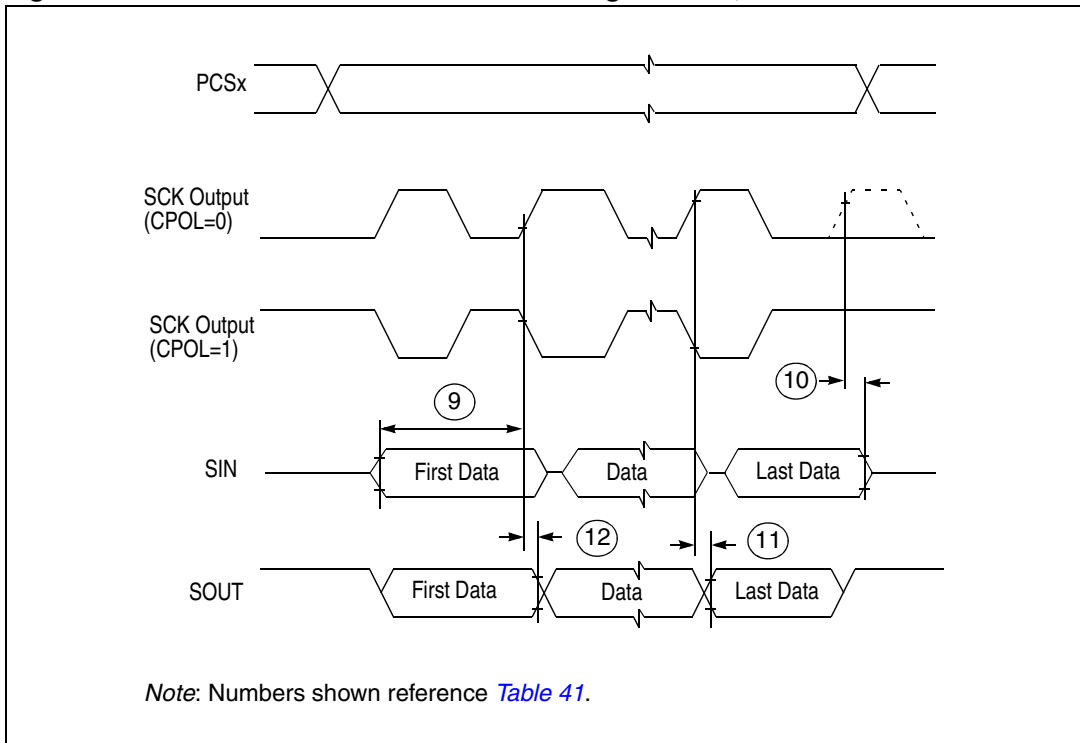 PCSx
SCK Output
(CPOL=0)
SCK Output
(CPOL=1)
10
9
SIN
First Data
Data
Last Data
12
11
SOUT
First Data
Data
Last Data
Note: Numbers shown reference Table 41.